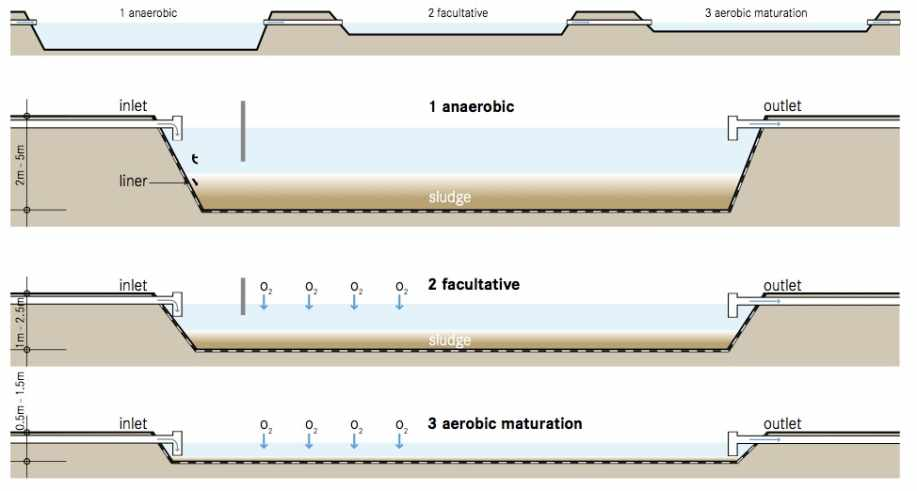 1 anaerobic
2 facultative
3 aerobic maturation
inlet
1 anaerobic
outlet
2m - 5m
t
liner
sludge
inlet
O2 O2 O2 O2
2 facultative
outlet
1m - 2.5m
sludge
0.5m - 1.5m
inlet
O2 O2 O2 O2
3 aerobic maturation
outlet